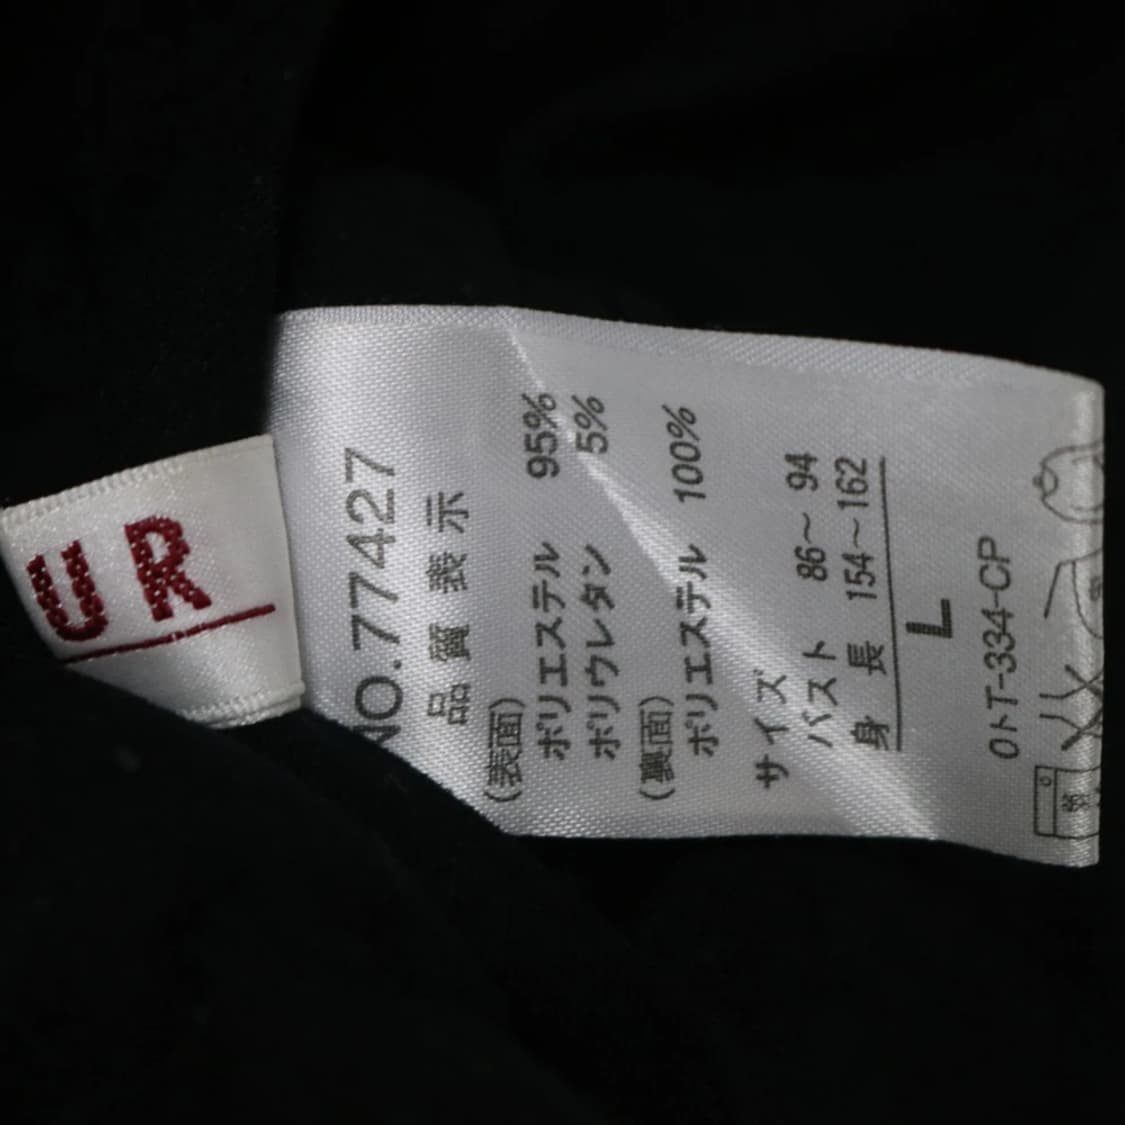 UR
NO.77427
品質表示
(表面)
ポリエステル 95%
ポリウレタン 5%
(裏面)
ポリエステル 100%
サイズ
バスト 86～94
身長 154～162
L
OトT-334-CP